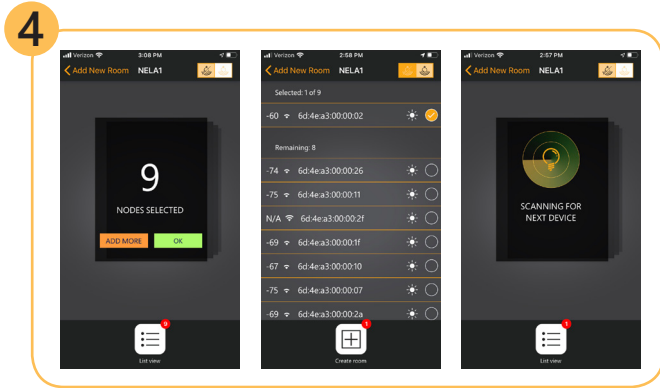 4
Verizon 3:08 PM
Add New Room NELA1
9
NODES SELECTED
ADD MORE OK
9
List view
Verizon 2:58 PM
Add New Room NELA1
Selected: 1 of 9
-60 6d:4e:a3:00:00:02
Remaining: 8
-74 6d:4e:a3:00:00:26
-75 6d:4e:a3:00:00:11
N/A 6d:4e:a3:00:00:2f
-69 6d:4e:a3:00:00:1f
-67 6d:4e:a3:00:00:10
-75 6d:4e:a3:00:00:07
-69 6d:4e:a3:00:00:2a
1
Create room
Verizon 2:57 PM
Add New Room NELA1
SCANNING FOR
NEXT DEVICE
1
List view